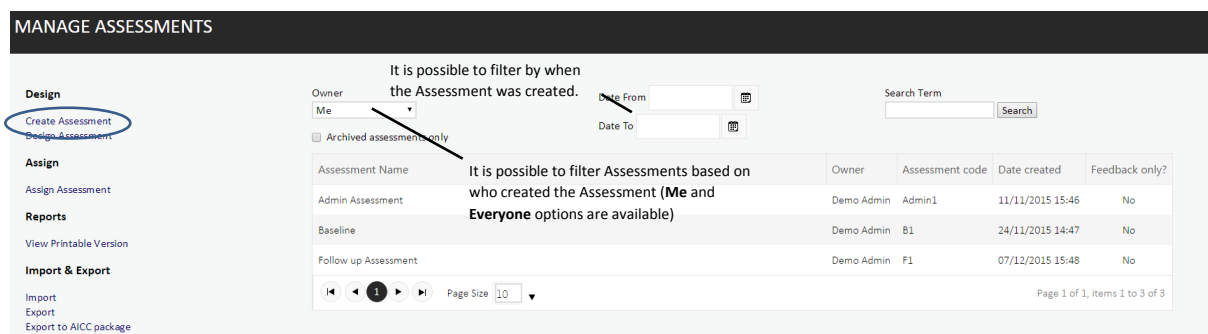 MANAGE ASSESSMENTS
Design
Create Assessment
Design Assessment
Assign
Assign Assessment
Reports
View Printable Version
Import & Export
Import
Export
Export to AICC package
It is possible to filter by when
the Assessment was created.
Owner
Me
Archived assessments only
Date From
Date To
Search Term
Search
It is possible to filter Assessments based on
who created the Assessment (Me and
Everyone options are available)
Assessment Name Owner Assessment code Date created Feedback only?
Admin Assessment Demo Admin Admin1 11/11/2015 15:46 No
Baseline Demo Admin B1 24/11/2015 14:47 No
Follow up Assessment Demo Admin F1 07/12/2015 15:48 No
1 Page Size 10 Page 1 of 1, items 1 to 3 of 3